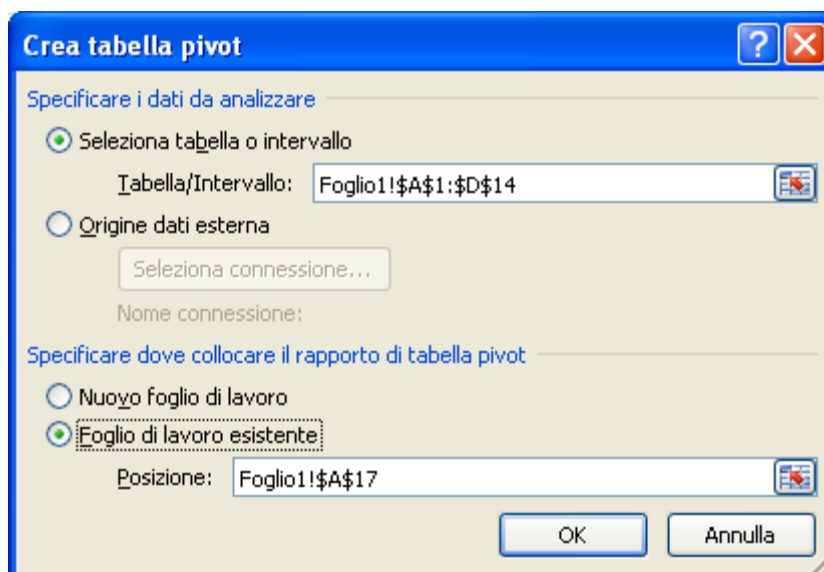 Crea tabella pivot
Specificare i dati da analizzare
Seleziona tabella o intervallo
Tabella/Intervallo: Foglio1!$A$1:$D$14
Origine dati esterna
Seleziona connessione...
Nome connessione:
Specificare dove collocare il rapporto di tabella pivot
Nuovo foglio di lavoro
Foglio di lavoro esistente
Posizione: Foglio1!$A$17
OK Annulla